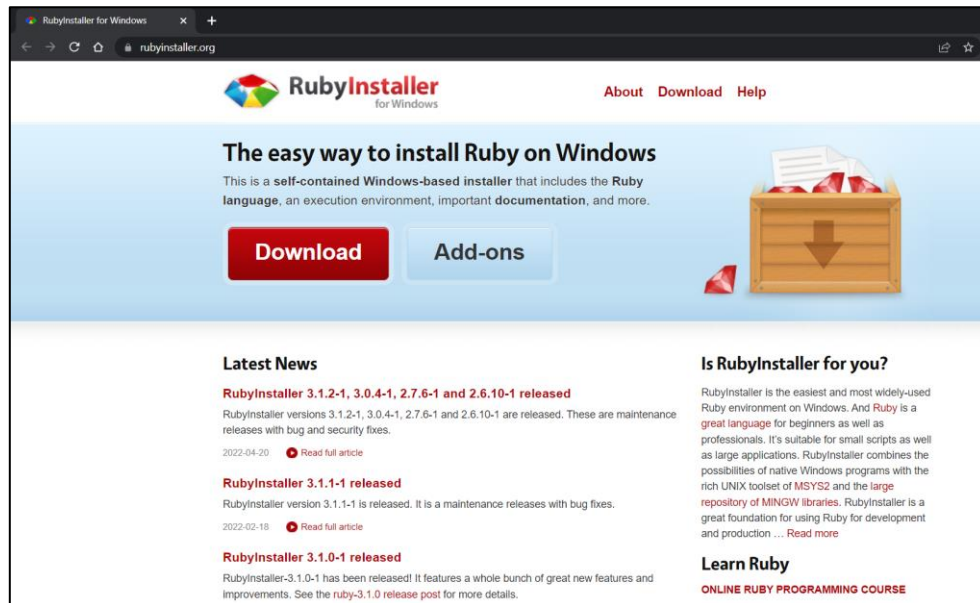 RubyInstaller for Windows
rubyinstaller.org
RubyInstaller
for Windows
About Download Help
The easy way to install Ruby on Windows
This is a self-contained Windows-based installer that includes the Ruby
language, an execution environment, important documentation, and more.
Download Add-ons
Latest News
RubyInstaller 3.1.2-1, 3.0.4-1, 2.7.6-1 and 2.6.10-1 released
RubyInstaller versions 3.1.2-1, 3.0.4-1, 2.7.6-1 and 2.6.10-1 are released. These are maintenance
releases with bug and security fixes.
2022-04-20 Read full article
RubyInstaller 3.1.1-1 released
RubyInstaller version 3.1.1-1 is released. It is a maintenance releases with bug fixes.
2022-02-18 Read full article
RubyInstaller 3.1.0-1 released
RubyInstaller-3.1.0-1 has been released! It features a whole bunch of great new features and
improvements. See the ruby-3.1.0 release post for more details.
Is RubyInstaller for you?
RubyInstaller is the easiest and most widely-used
Ruby environment on Windows. And Ruby is a
great language for beginners as well as
professionals. It's suitable for small scripts as well
as large applications. RubyInstaller combines the
possibilities of native Windows programs with the
rich UNIX toolset of MSYS2 and the large
repository of MINGW libraries. RubyInstaller is a
great foundation for using Ruby for development
and production … Read more
Learn Ruby
ONLINE RUBY PROGRAMMING COURSE